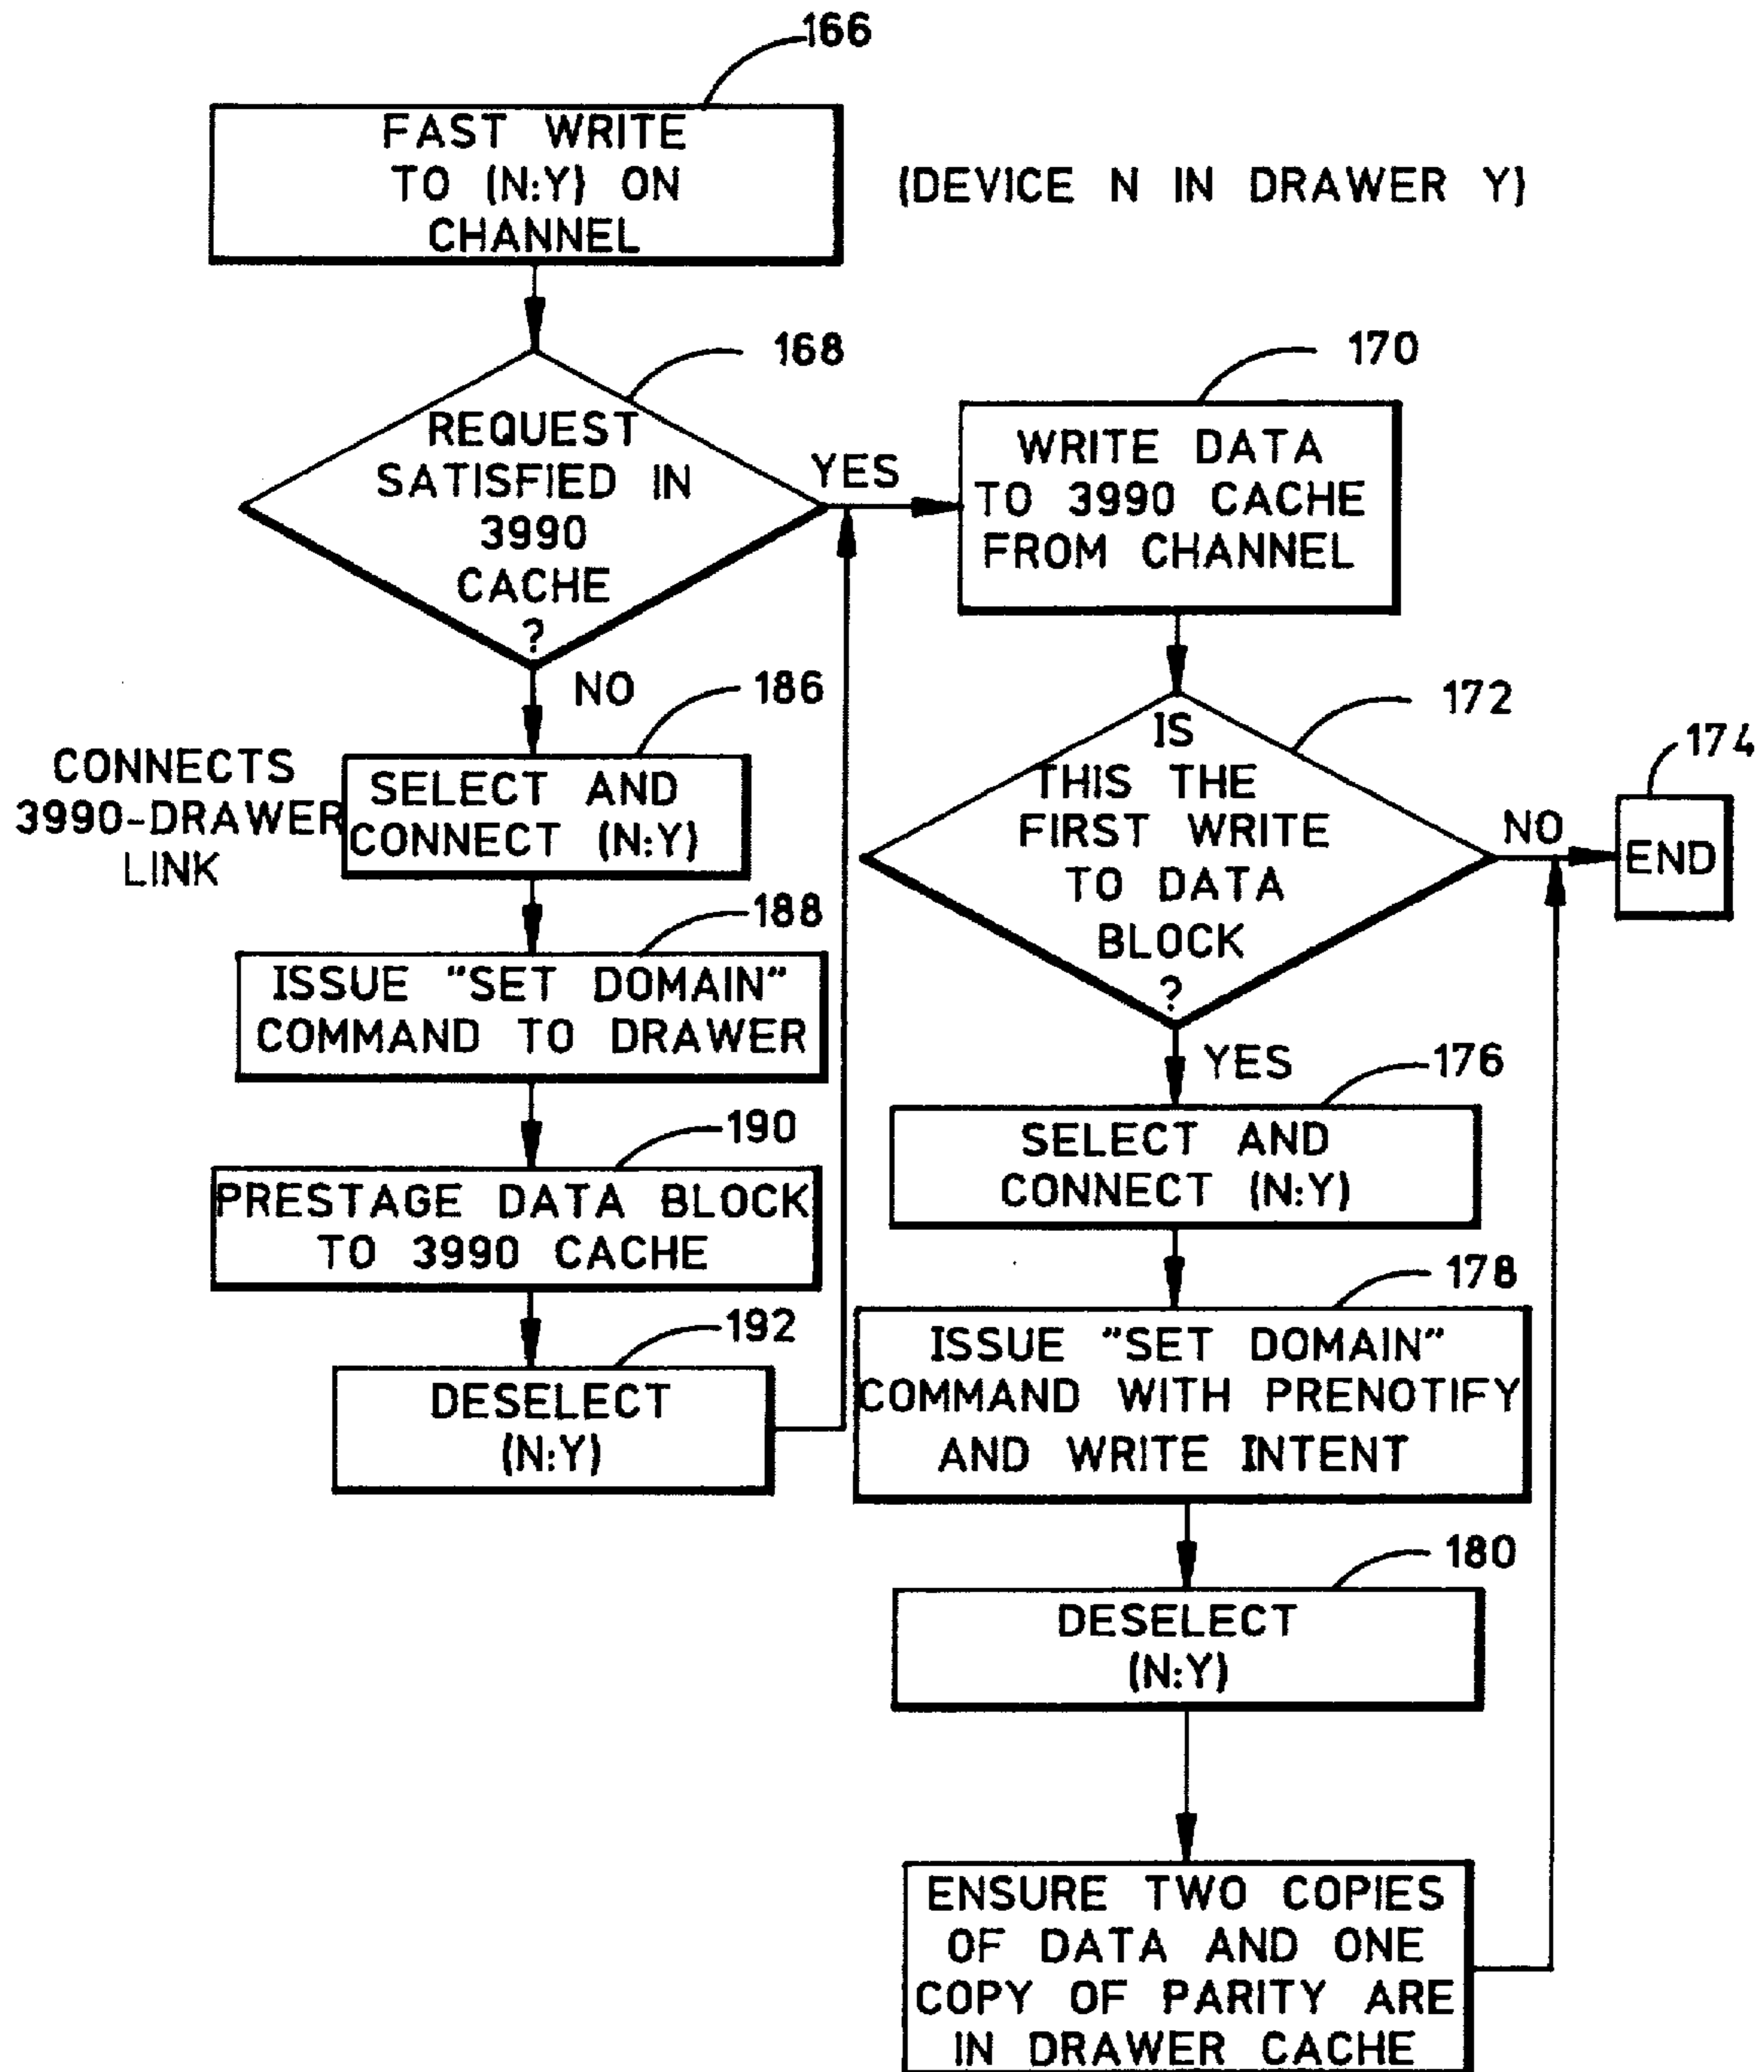 166
FAST WRITE
TO (N:Y) ON
CHANNEL
(DEVICE N IN DRAWER Y)
168
REQUEST
SATISFIED IN
3990
CACHE
?
YES
NO
170
WRITE DATA
TO 3990 CACHE
FROM CHANNEL
186
CONNECTS
3990-DRAWER
LINK
SELECT AND
CONNECT (N:Y)
188
ISSUE "SET DOMAIN"
COMMAND TO DRAWER
190
PRESTAGE DATA BLOCK
TO 3990 CACHE
192
DESELECT
(N:Y)
172
IS
THIS THE
FIRST WRITE
TO DATA
BLOCK
?
NO
174
END
YES
176
SELECT AND
CONNECT (N:Y)
178
ISSUE "SET DOMAIN"
COMMAND WITH PRENOTIFY
AND WRITE INTENT
180
DESELECT
(N:Y)
ENSURE TWO COPIES
OF DATA AND ONE
COPY OF PARITY ARE
IN DRAWER CACHE